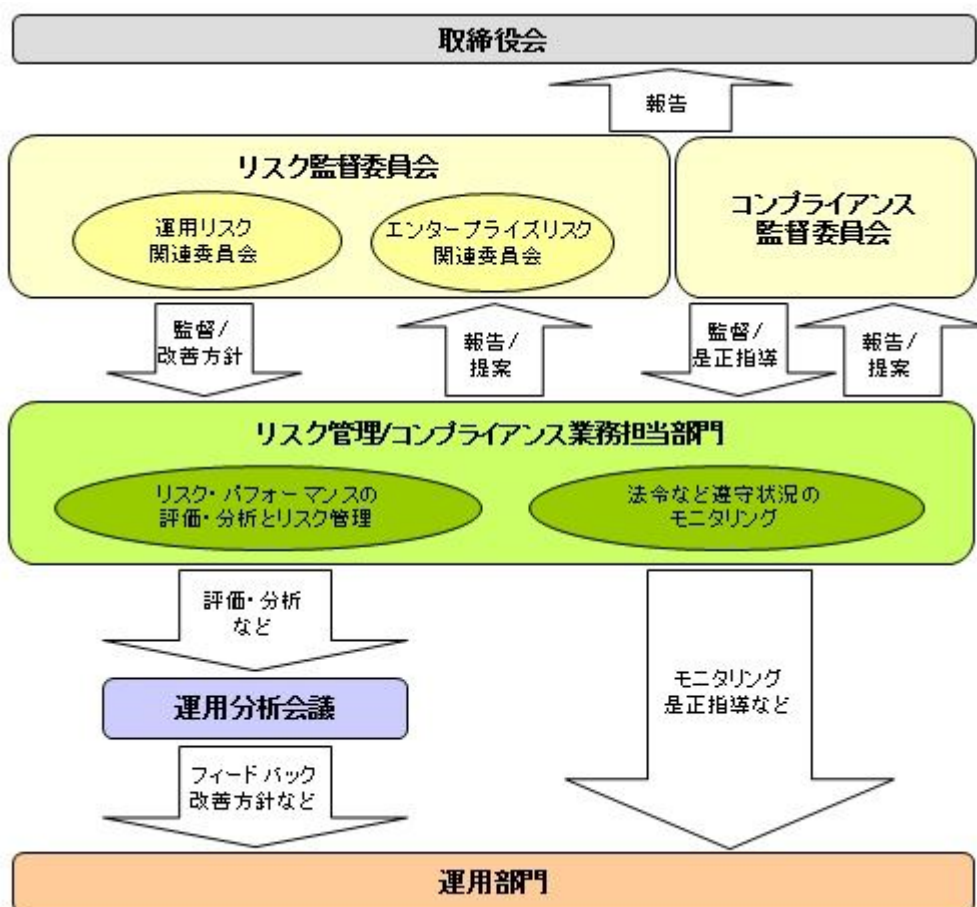 取締役会
報告
リスク監督委員会
運用リスク
関連委員会
エンタープライズリスク
関連委員会
コンプライアンス
監督委員会
監督/
改善方針
報告/
提案
監督/
是正指導
報告/
提案
リスク管理/コンプライアンス業務担当部門
リスク・パフォーマンスの
評価・分析とリスク管理
法令など遵守状況の
モニタリング
評価・分析
など
運用分析会議
モニタリング
是正指導など
フィードバック
改善方針など
運用部門